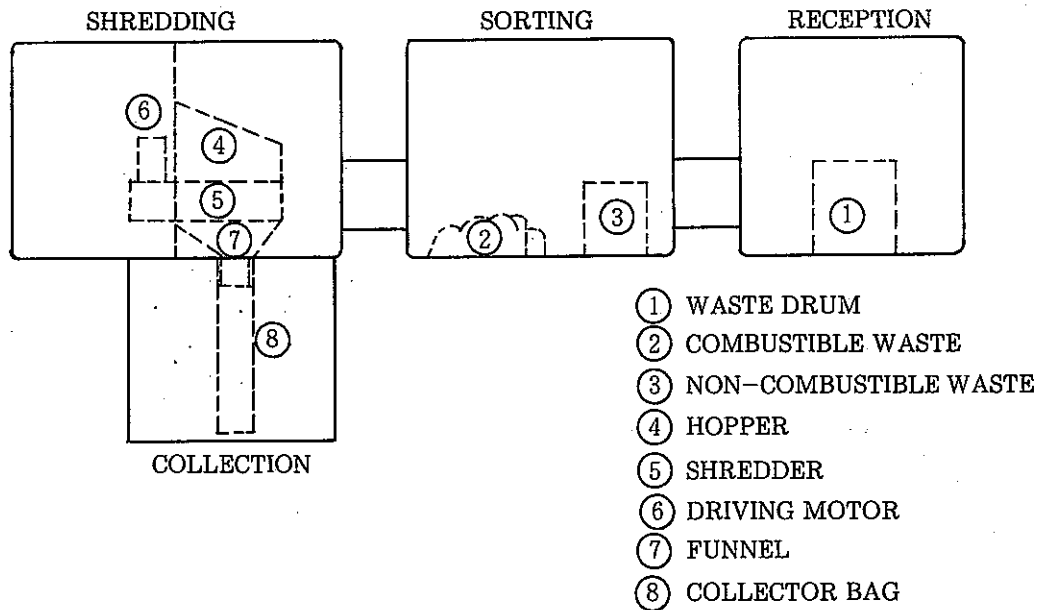 SHREDDING
SORTING
RECEPTION
6
4
5
7
2
3
1
8
COLLECTION
1 WASTE DRUM
2 COMBUSTIBLE WASTE
3 NON-COMBUSTIBLE WASTE
4 HOPPER
5 SHREDDER
6 DRIVING MOTOR
7 FUNNEL
8 COLLECTOR BAG